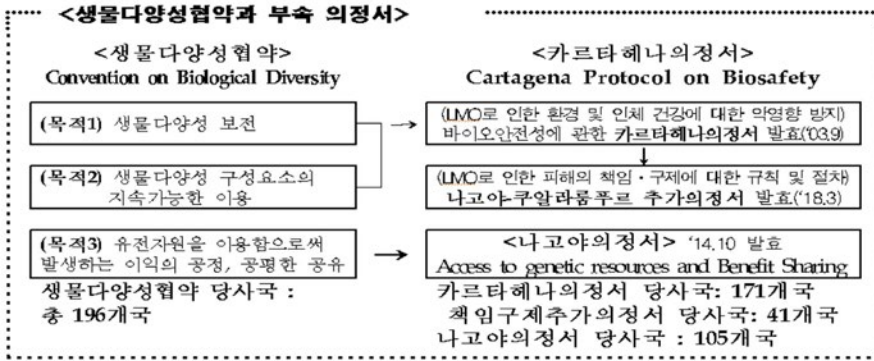 <생물다양성협약과 부속 의정서>
<생물다양성협약>
Convention on Biological Diversity
(목적1) 생물다양성 보전
(목적2) 생물다양성 구성요소의
지속가능한 이용
(목적3) 유전자원을 이용함으로써
발생하는 이익의 공정, 공평한 공유
생물다양성협약 당사국 :
총 196개국
<카르타헤나의정서>
Cartagena Protocol on Biosafety
(LMO로 인한 환경 및 인체 건강에 대한 악영향 방지)
바이오안전성에 관한 카르타헤나의정서 발효('03.9)
(LMO로 인한 피해의 책임·구제에 대한 규칙 및 절차)
나고야-쿠알라룸푸르 추가의정서 발효('18.3)
<나고야의정서> '14.10 발효
Access to genetic resources and Benefit Sharing
카르타헤나의정서 당사국: 171개국
책임구제추가의정서 당사국: 41개국
나고야의정서 당사국 : 105개국